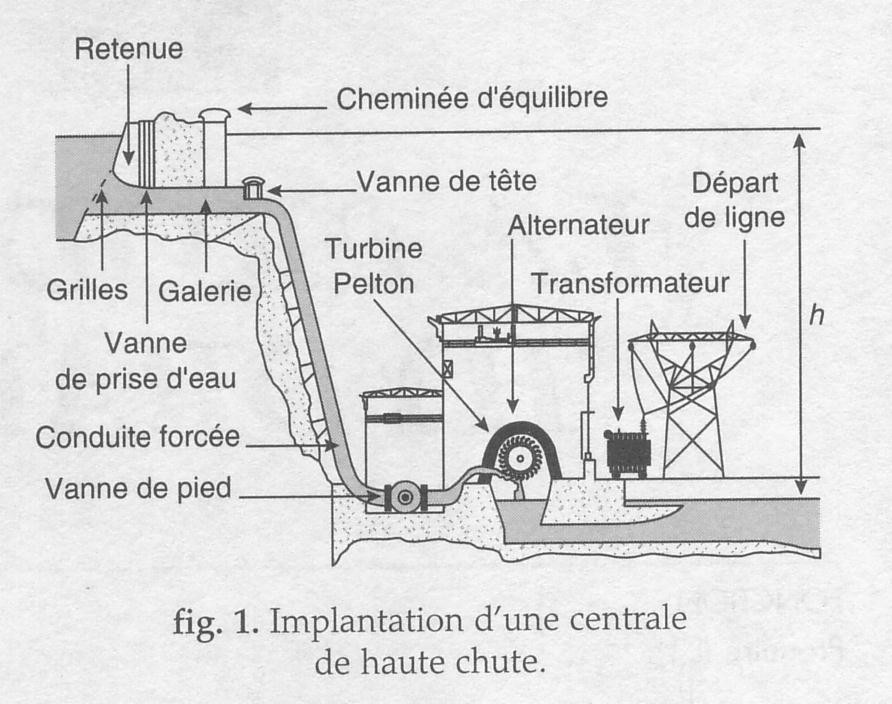 Retenue
Cheminée d'équilibre
Vanne de tête
Départ
de ligne
Alternateur
Turbine
Pelton
Transformateur
Grilles
Galerie
h
Vanne
de prise d'eau
Conduite forcée
Vanne de pied
fig. 1. Implantation d'une centrale
de haute chute.